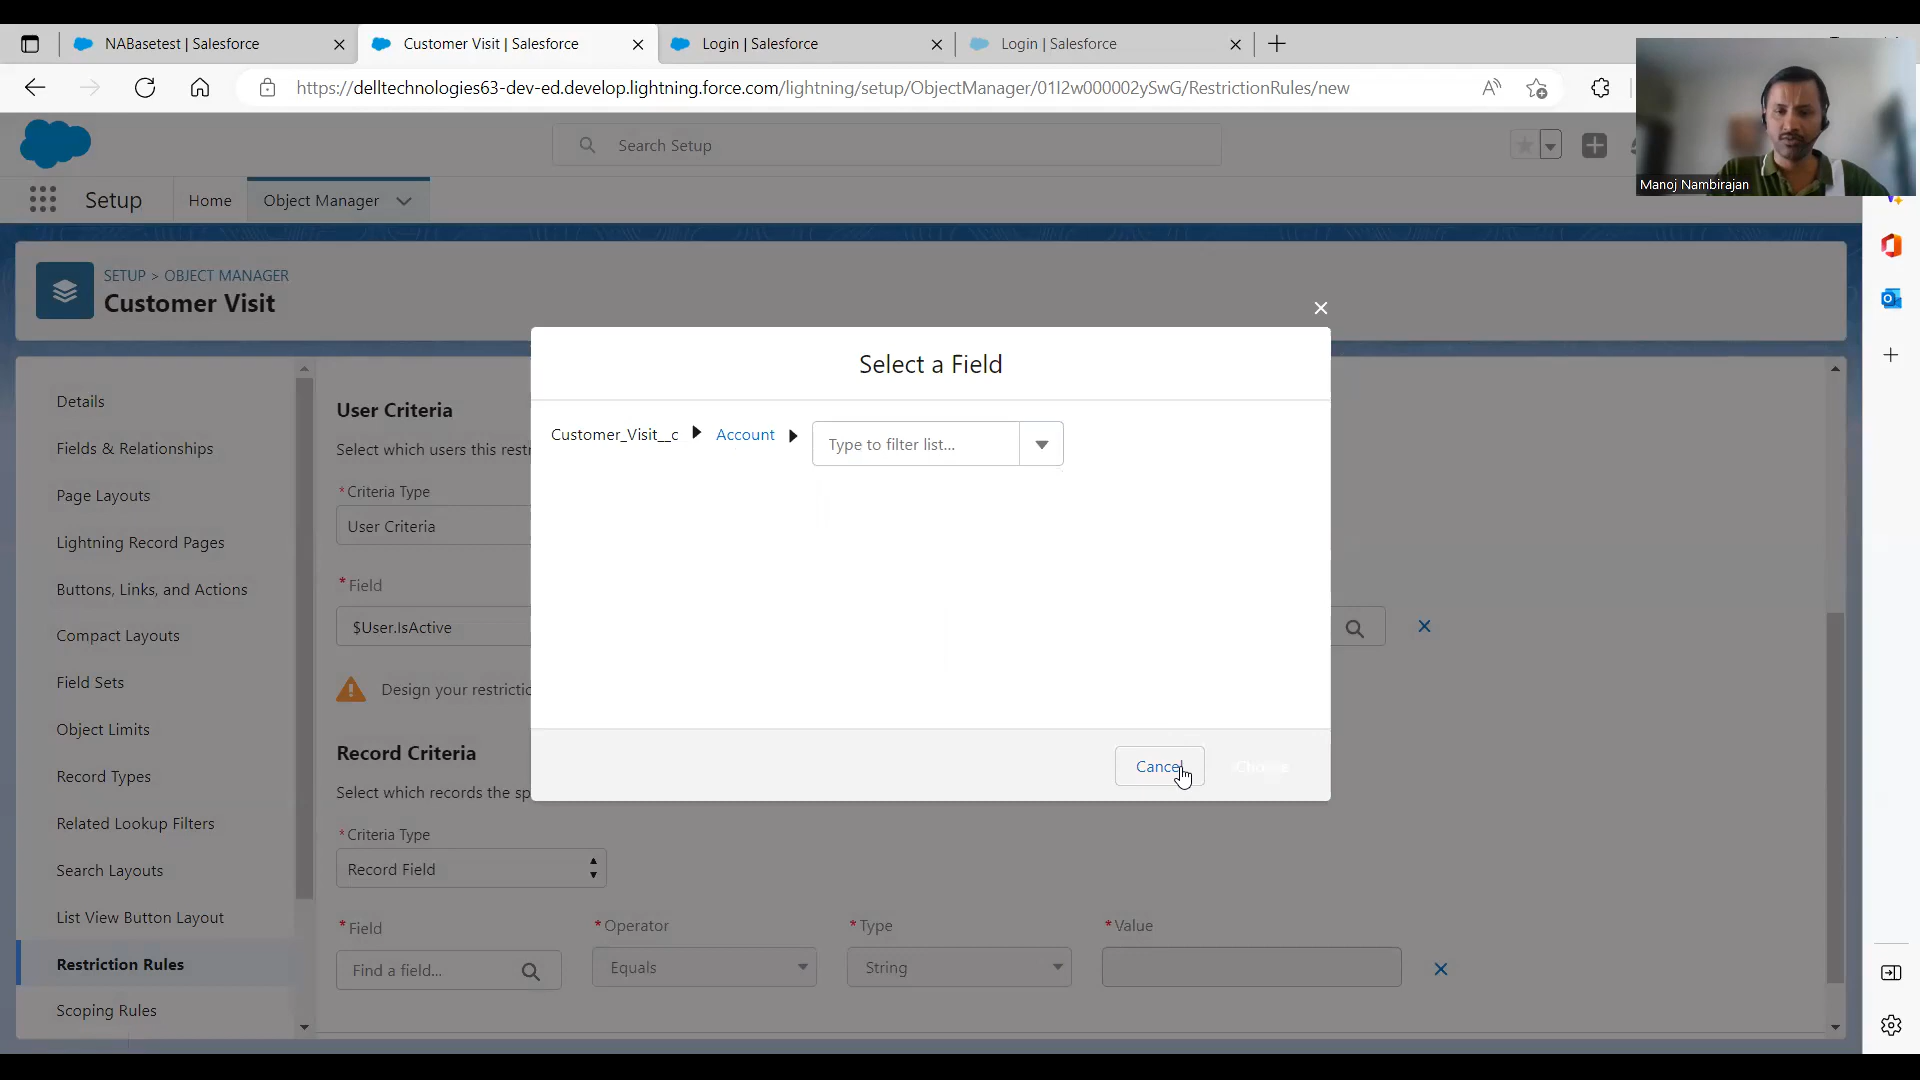 NABasetest | Salesforce
Customer Visit | Salesforce
Login | Salesforce
Login | Salesforce
https://delltechnologies63-dev-ed.develop.lightning.force.com/lightning/setup/ObjectManager/01I2w000002ySwG/RestrictionRules/new
Search Setup
Manoj Nambirajan
Setup
Home
Object Manager
SETUP > OBJECT MANAGER
Customer Visit
Details
Fields & Relationships
Page Layouts
Lightning Record Pages
Buttons, Links, and Actions
Compact Layouts
Field Sets
Object Limits
Record Types
Related Lookup Filters
Search Layouts
List View Button Layout
Restriction Rules
Scoping Rules
User Criteria
Select which users this restr
*Criteria Type
User Criteria
*Field
$User.IsActive
Design your restrictio
Record Criteria
Select which records the sp
*Criteria Type
Record Field
*Field
*Operator
*Type
*Value
Find a field...
Equals
String
Select a Field
Customer_Visit__c
Account
Type to filter list...
Cancel
Choose